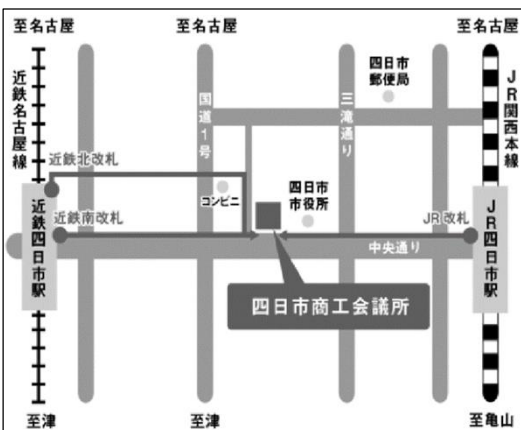 至名古屋
至名古屋
至名古屋
近鉄名古屋線
国道1号
三滝通り
四日市
郵便局
JR関西本線
近鉄北改札
コンビニ
四日市
市役所
近鉄四日市駅
近鉄南改札
JR改札
JR四日市駅
中央通り
四日市商工会議所
至津
至津
至亀山